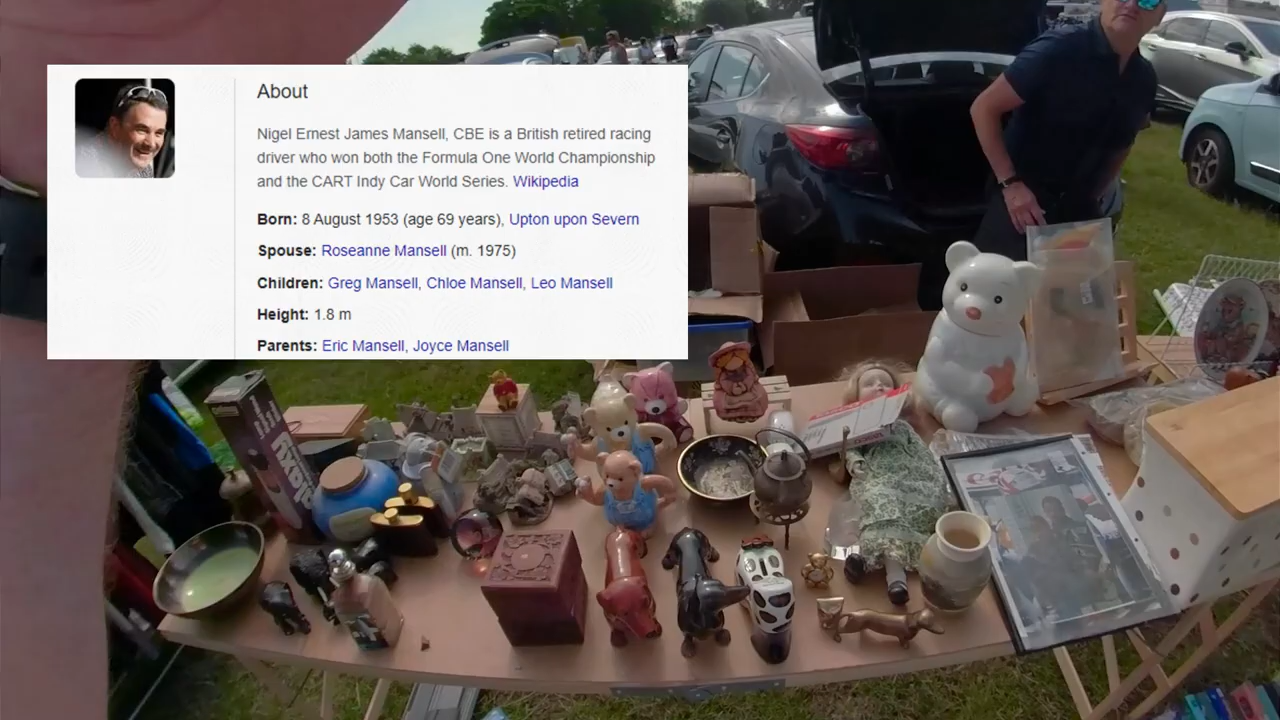 About
Nigel Ernest James Mansell, CBE is a British retired racing
driver who won both the Formula One World Championship
and the CART Indy Car World Series. Wikipedia
Born: 8 August 1953 (age 69 years), Upton upon Severn
Spouse: Roseanne Mansell (m. 1975)
Children: Greg Mansell, Chloe Mansell, Leo Mansell
Height: 1.8 m
Parents: Eric Mansell, Joyce Mansell